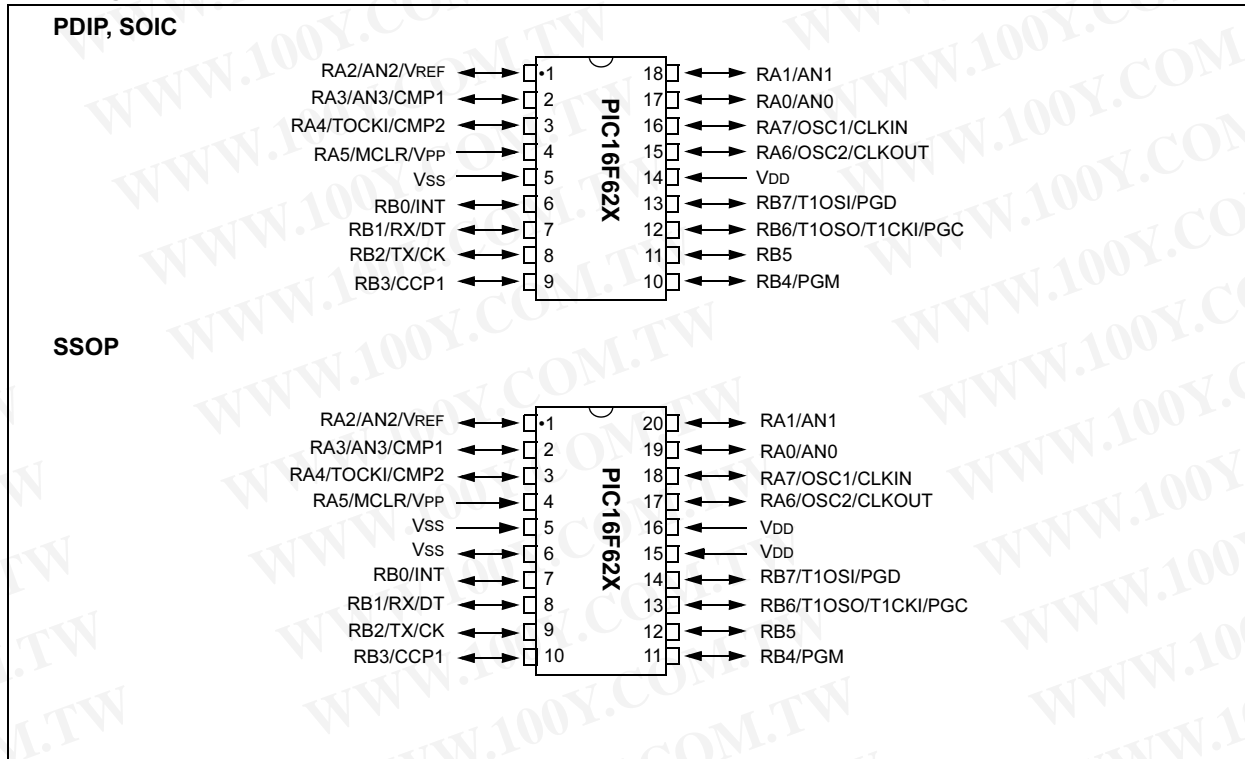 PDIP, SOIC
RA2/AN2/VREF 1 18 RA1/AN1
RA3/AN3/CMP1 2 17 RA0/AN0
RA4/TOCKI/CMP2 3 16 RA7/OSC1/CLKIN
RA5/MCLR/VPP 4 15 RA6/OSC2/CLKOUT
VSS 5 14 VDD
RB0/INT 6 13 RB7/T1OSI/PGD
RB1/RX/DT 7 12 RB6/T1OSO/T1CKI/PGC
RB2/TX/CK 8 11 RB5
RB3/CCP1 9 10 RB4/PGM
PIC16F62X
SSOP
RA2/AN2/VREF 1 20 RA1/AN1
RA3/AN3/CMP1 2 19 RA0/AN0
RA4/TOCKI/CMP2 3 18 RA7/OSC1/CLKIN
RA5/MCLR/VPP 4 17 RA6/OSC2/CLKOUT
VSS 5 16 VDD
VSS 6 15 VDD
RB0/INT 7 14 RB7/T1OSI/PGD
RB1/RX/DT 8 13 RB6/T1OSO/T1CKI/PGC
RB2/TX/CK 9 12 RB5
RB3/CCP1 10 11 RB4/PGM
PIC16F62X
WWW.100Y.COM.TW